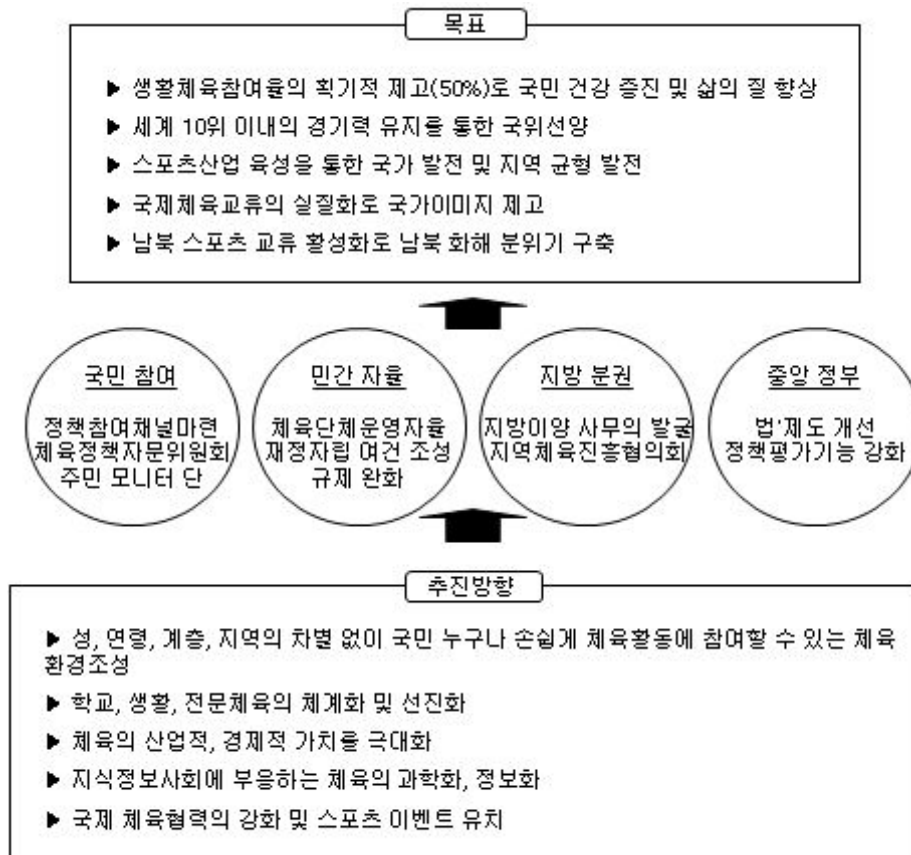 목표
▶ 생활체육참여율의 획기적 제고(50%)로 국민 건강 증진 및 삶의 질 향상
▶ 세계 10위 이내의 경기력 유지를 통한 국위선양
▶ 스포츠산업 육성을 통한 국가 발전 및 지역 균형 발전
▶ 국제체육교류의 실질화로 국가이미지 제고
▶ 남북 스포츠 교류 활성화로 남북 화해 분위기 구축
국민 참여
정책참여채널마련
체육정책자문위원회
주민 모니터 단
민간 자율
체육단체운영자율
재정자립 여건 조성
규제 완화
지방 분권
지방이양 사무의 발굴
지역체육진흥협의회
중앙 정부
법'제도 개선
정책평가기능 강화
추진방향
▶ 성, 연령, 계층, 지역의 차별 없이 국민 누구나 손쉽게 체육활동에 참여할 수 있는 체육
환경조성
▶ 학교, 생활, 전문체육의 체계화 및 선진화
▶ 체육의 산업적, 경제적 가치를 극대화
▶ 지식정보사회에 부응하는 체육의 과학화, 정보화
▶ 국제 체육협력의 강화 및 스포츠 이벤트 유치